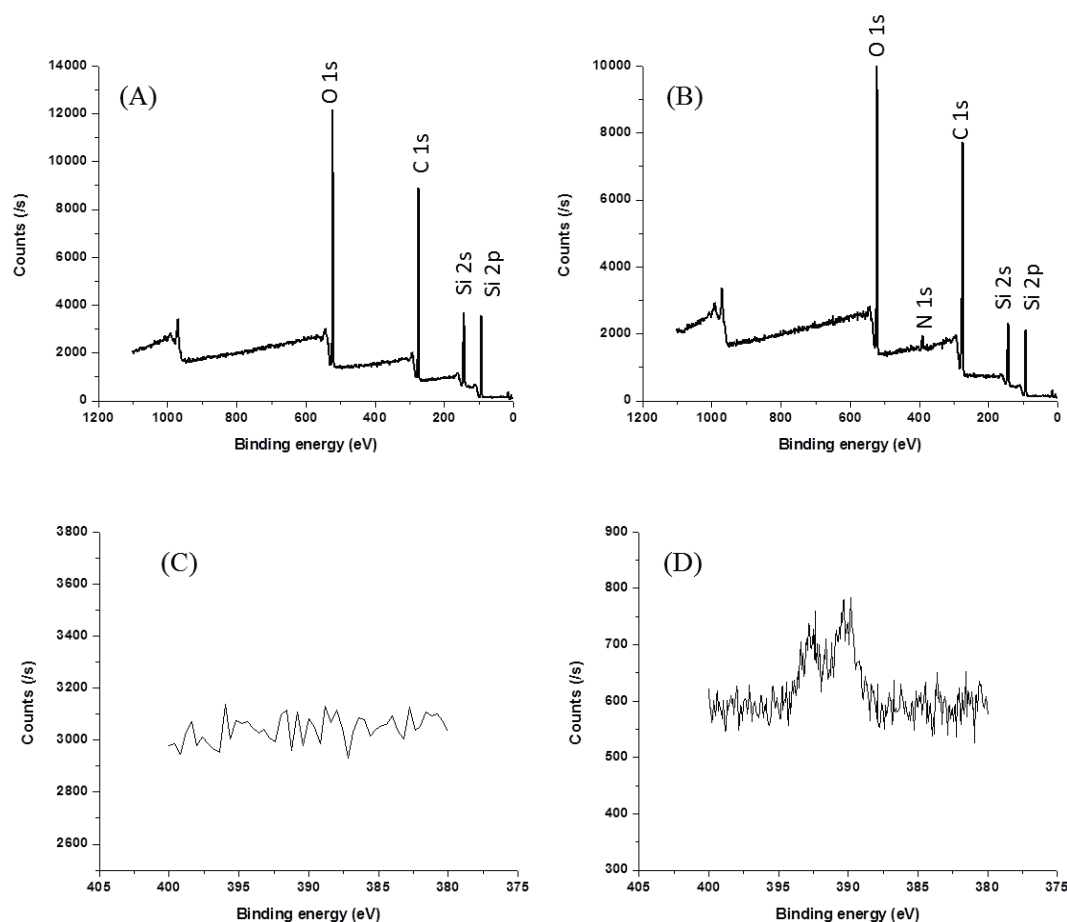 (A)
O 1s
C 1s
Si 2s
Si 2p
14000
12000
10000
8000
6000
4000
2000
0
Counts (/s)
1200 1000 800 600 400 200 0
Binding energy (eV)
(B)
O 1s
N 1s
C 1s
Si 2s
Si 2p
10000
8000
6000
4000
2000
0
Counts (/s)
1200 1000 800 600 400 200 0
Binding energy (eV)
(C)
3800
3600
3400
3200
3000
2800
2600
Counts (/s)
405 400 395 390 385 380 375
Binding energy (eV)
(D)
900
800
700
600
500
400
300
Counts (/s)
405 400 395 390 385 380 375
Binding energy (eV)